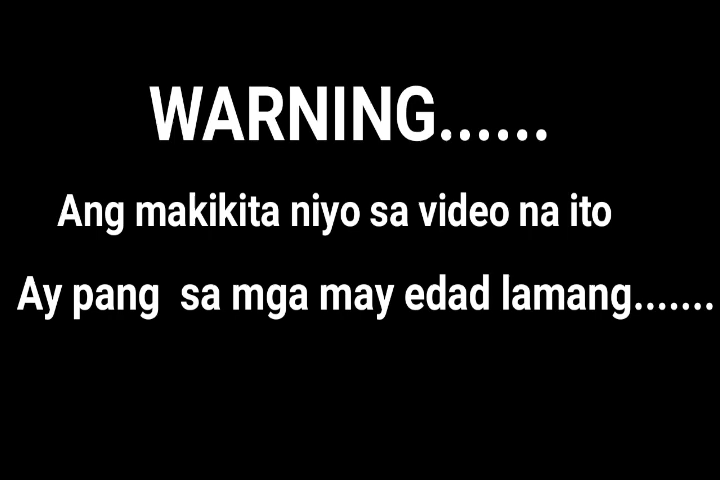 WARNING......
Ang makikita niyo sa video na ito
Ay pang  sa mga may edad lamang.......